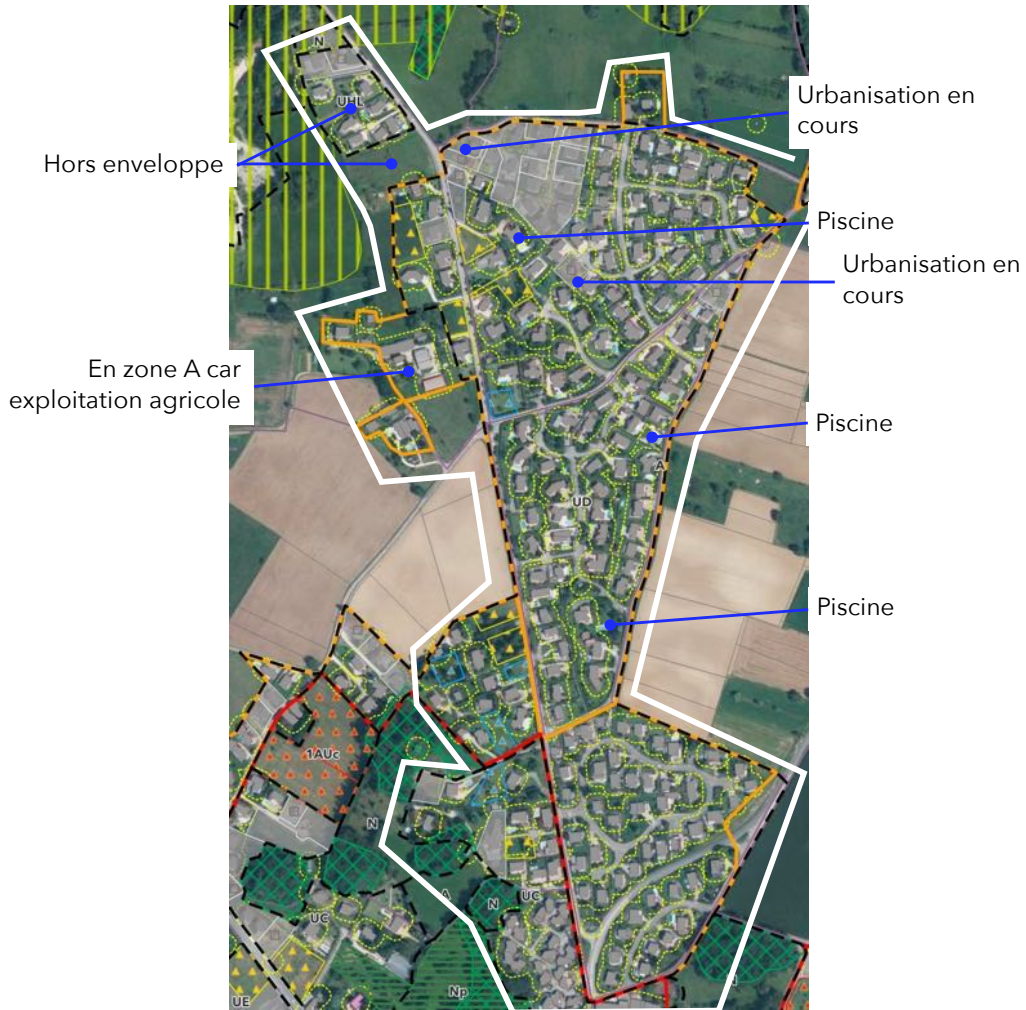 N
UHL
Urbanisation en
cours
Hors enveloppe
Piscine
Urbanisation en
cours
En zone A car
exploitation agricole
Piscine
A
UD
Piscine
1AUc
N
A
N
UC
UC
Np
UE